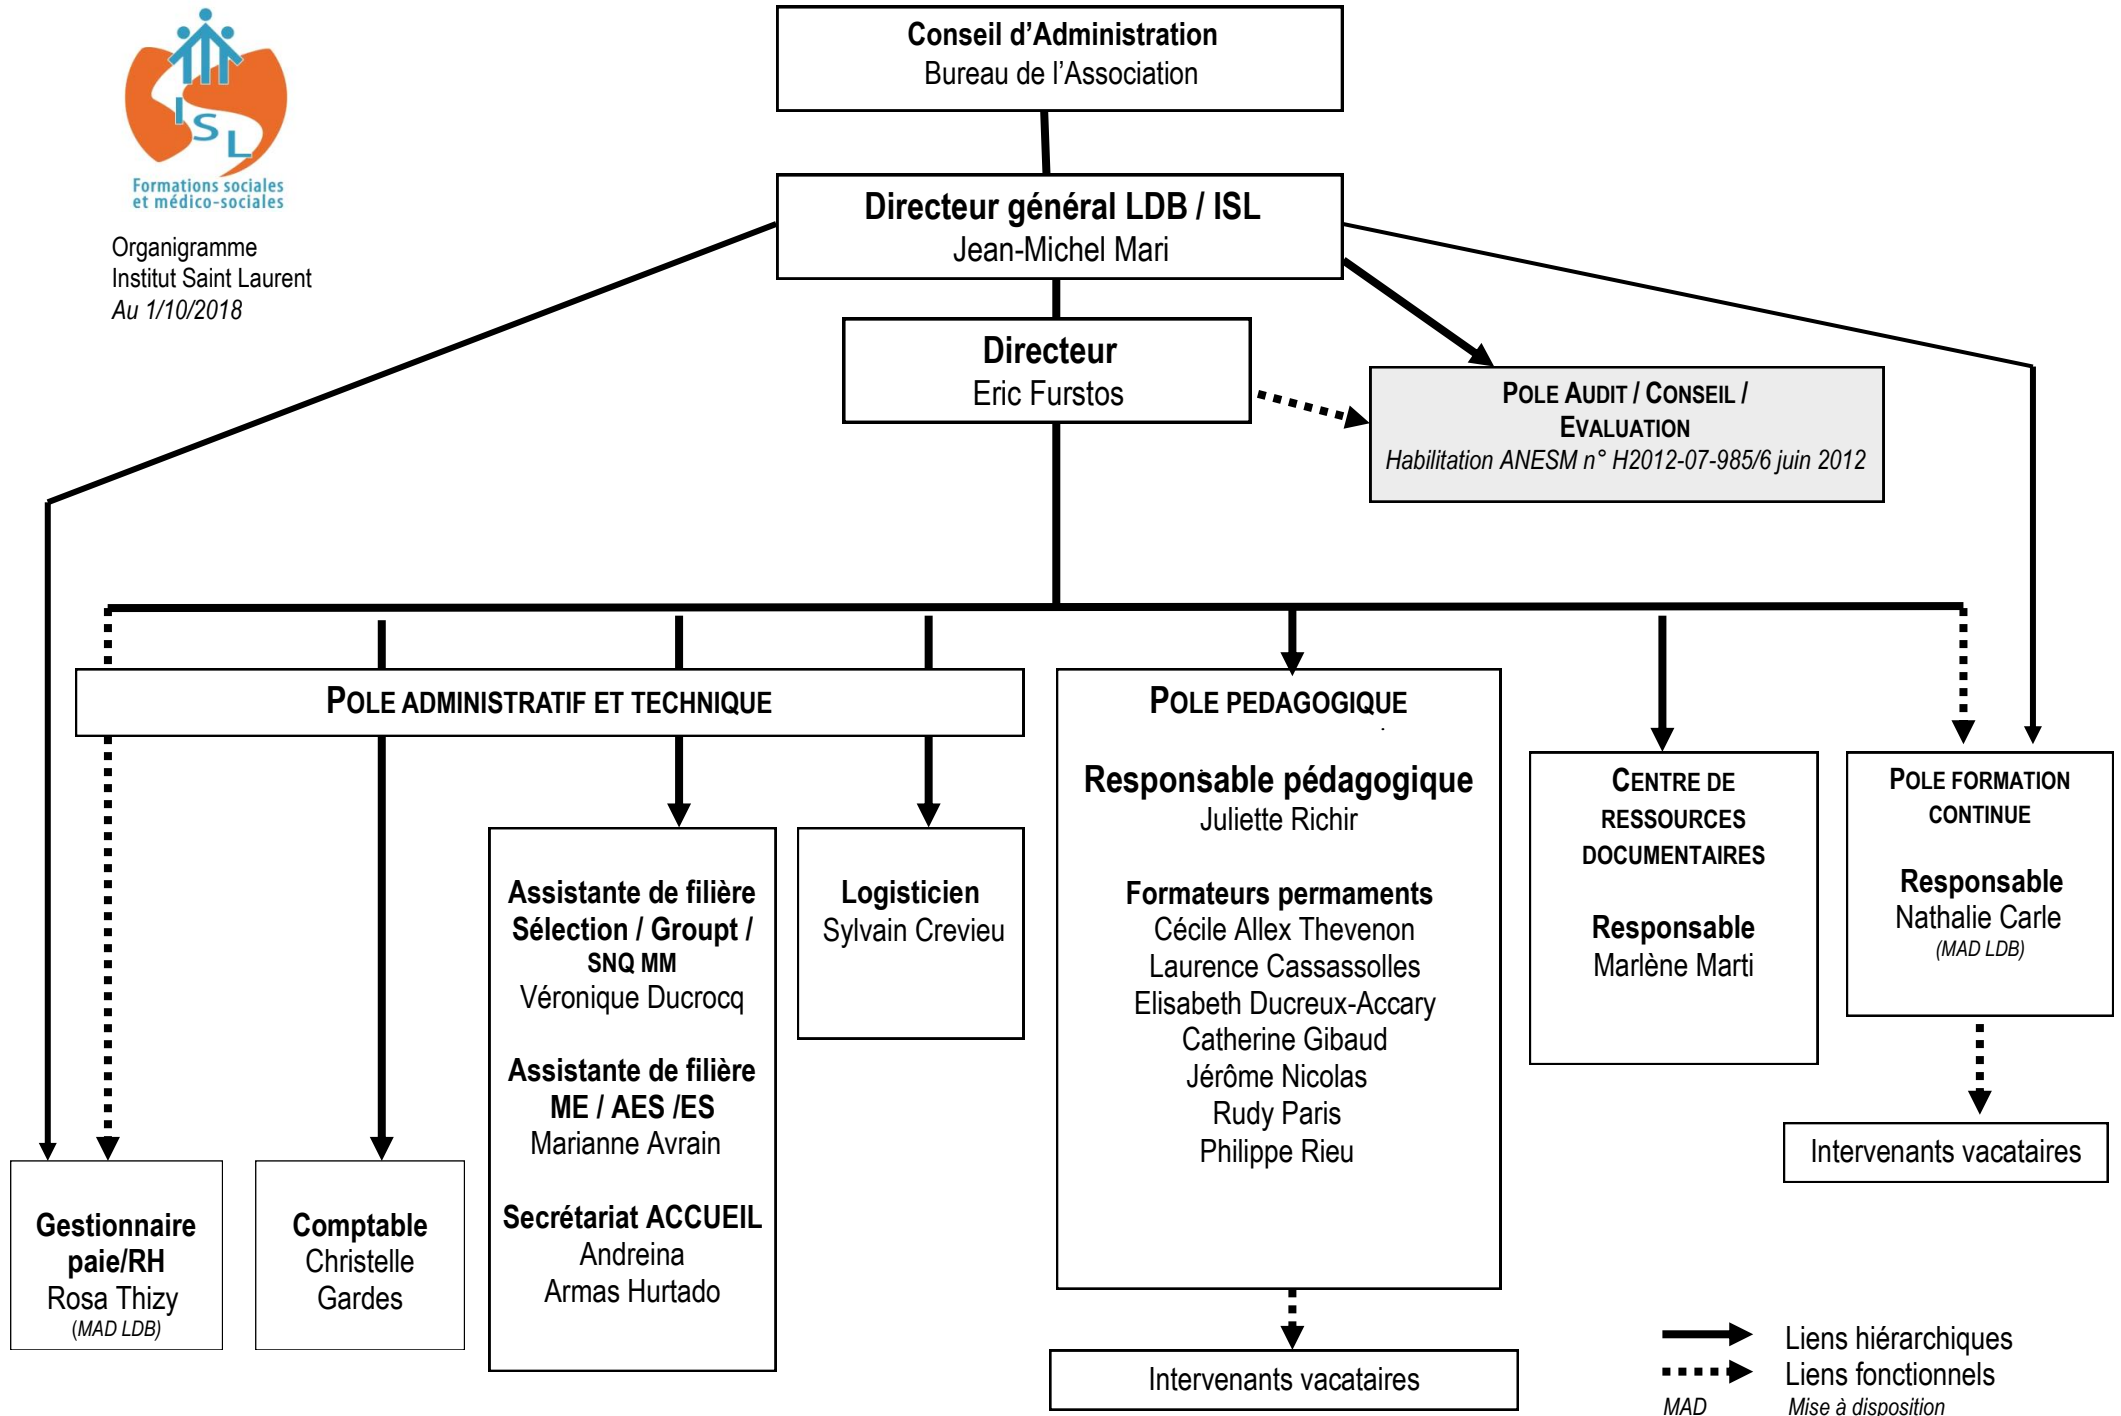 ISL
Formations sociales
et médico-sociales
Organigramme
Institut Saint Laurent
Au 1/10/2018
Conseil d’Administration
Bureau de l’Association
Directeur général LDB / ISL
Jean-Michel Mari
Directeur
Eric Furstos
POLE AUDIT / CONSEIL /
EVALUATION
Habilitation ANESM n° H2012-07-985/6 juin 2012
POLE ADMINISTRATIF ET TECHNIQUE
Gestionnaire
paie/RH
Rosa Thizy
(MAD LDB)
Comptable
Christelle
Gardes
Assistante de filière
Sélection / Groupt /
SNQ MM
Véronique Ducrocq
Assistante de filière
ME / AES /ES
Marianne Avrain
Secrétariat ACCUEIL
Andreina
Armas Hurtado
Logisticien
Sylvain Crevieu
POLE PEDAGOGIQUE
Responsable pédagogique
Juliette Richir
Formateurs permaments
Cécile Allex Thevenon
Laurence Cassassolles
Elisabeth Ducreux-Accary
Catherine Gibaud
Jérôme Nicolas
Rudy Paris
Philippe Rieu
Intervenants vacataires
CENTRE DE
RESSOURCES
DOCUMENTAIRES
Responsable
Marlène Marti
POLE FORMATION
CONTINUE
Responsable
Nathalie Carle
(MAD LDB)
Intervenants vacataires
Liens hiérarchiques
Liens fonctionnels
MAD Mise à disposition